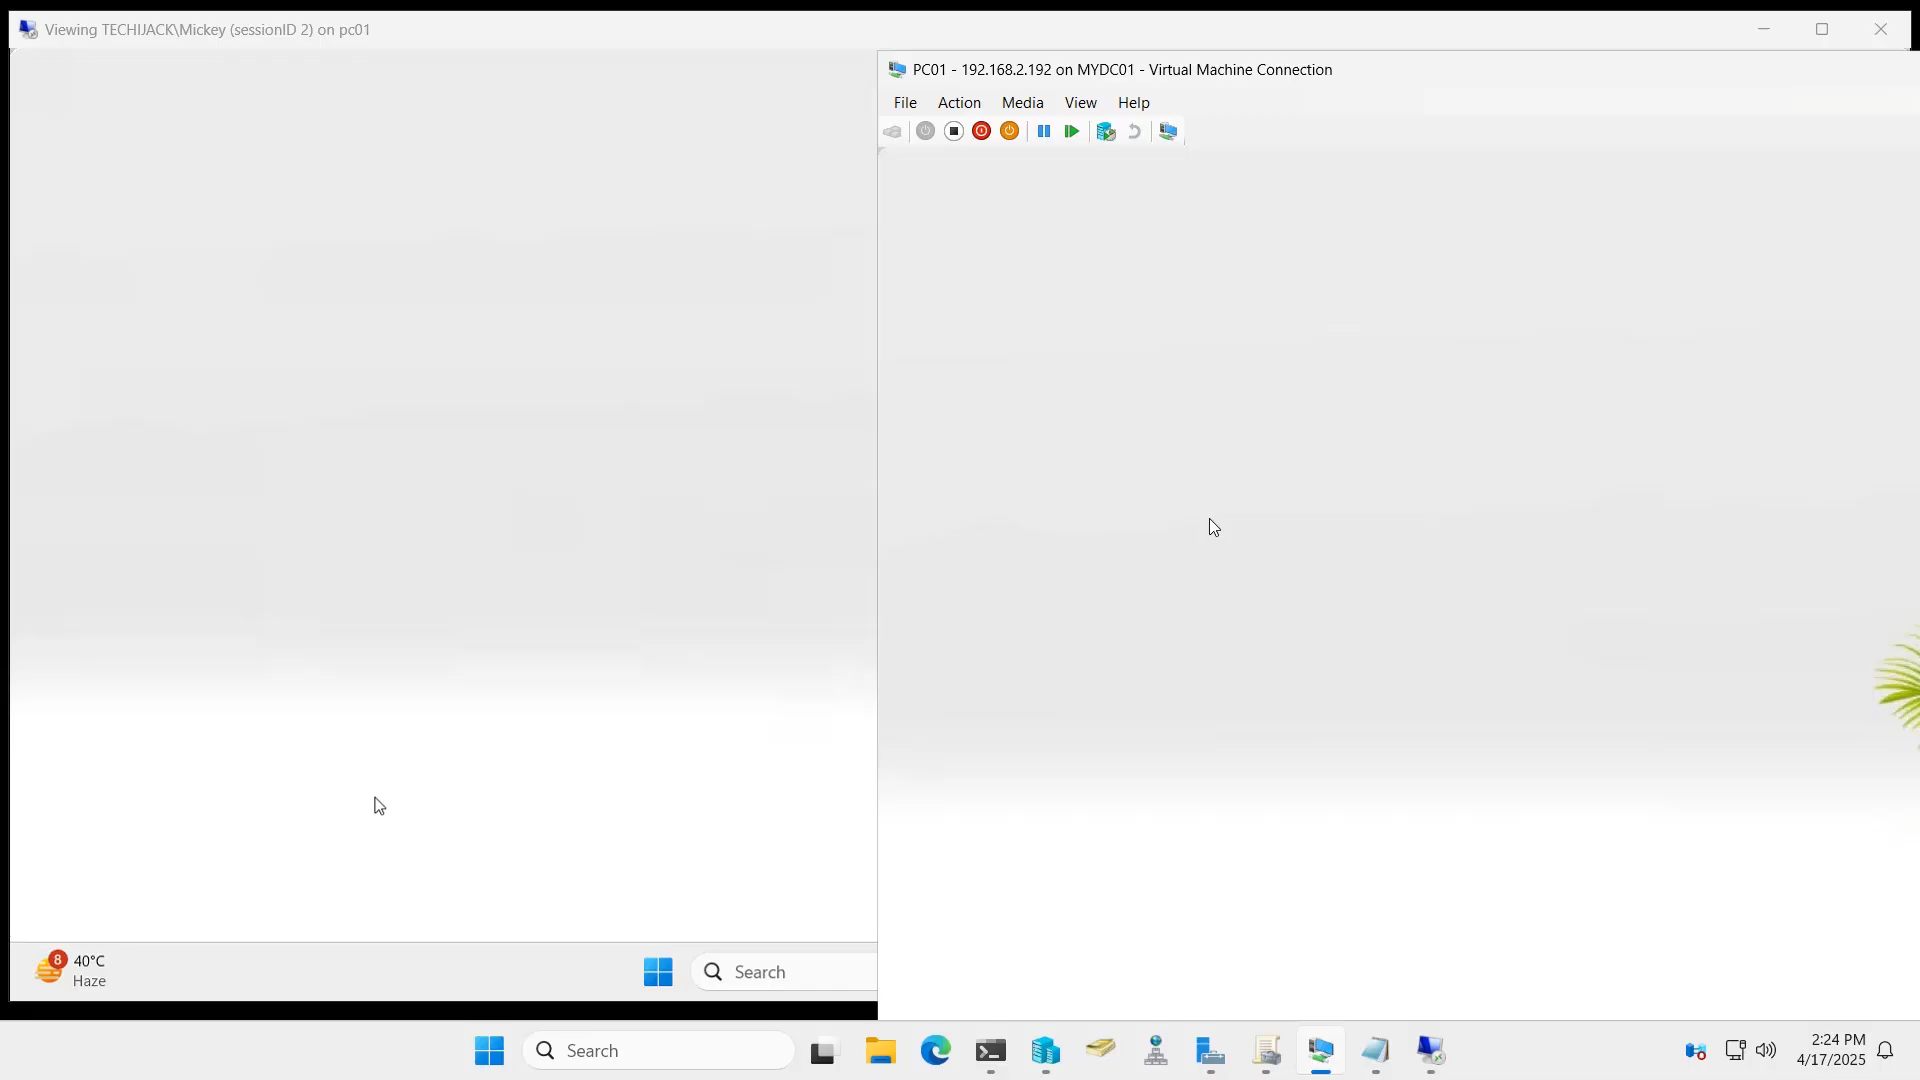 Viewing TECHIJACK\Mickey (sessionID 2) on pc01
PC01 - 192.168.2.192 on MYDC01 - Virtual Machine Connection
File Action Media View Help
8
40°C
Haze
Search
Search
2:24 PM
4/17/2025